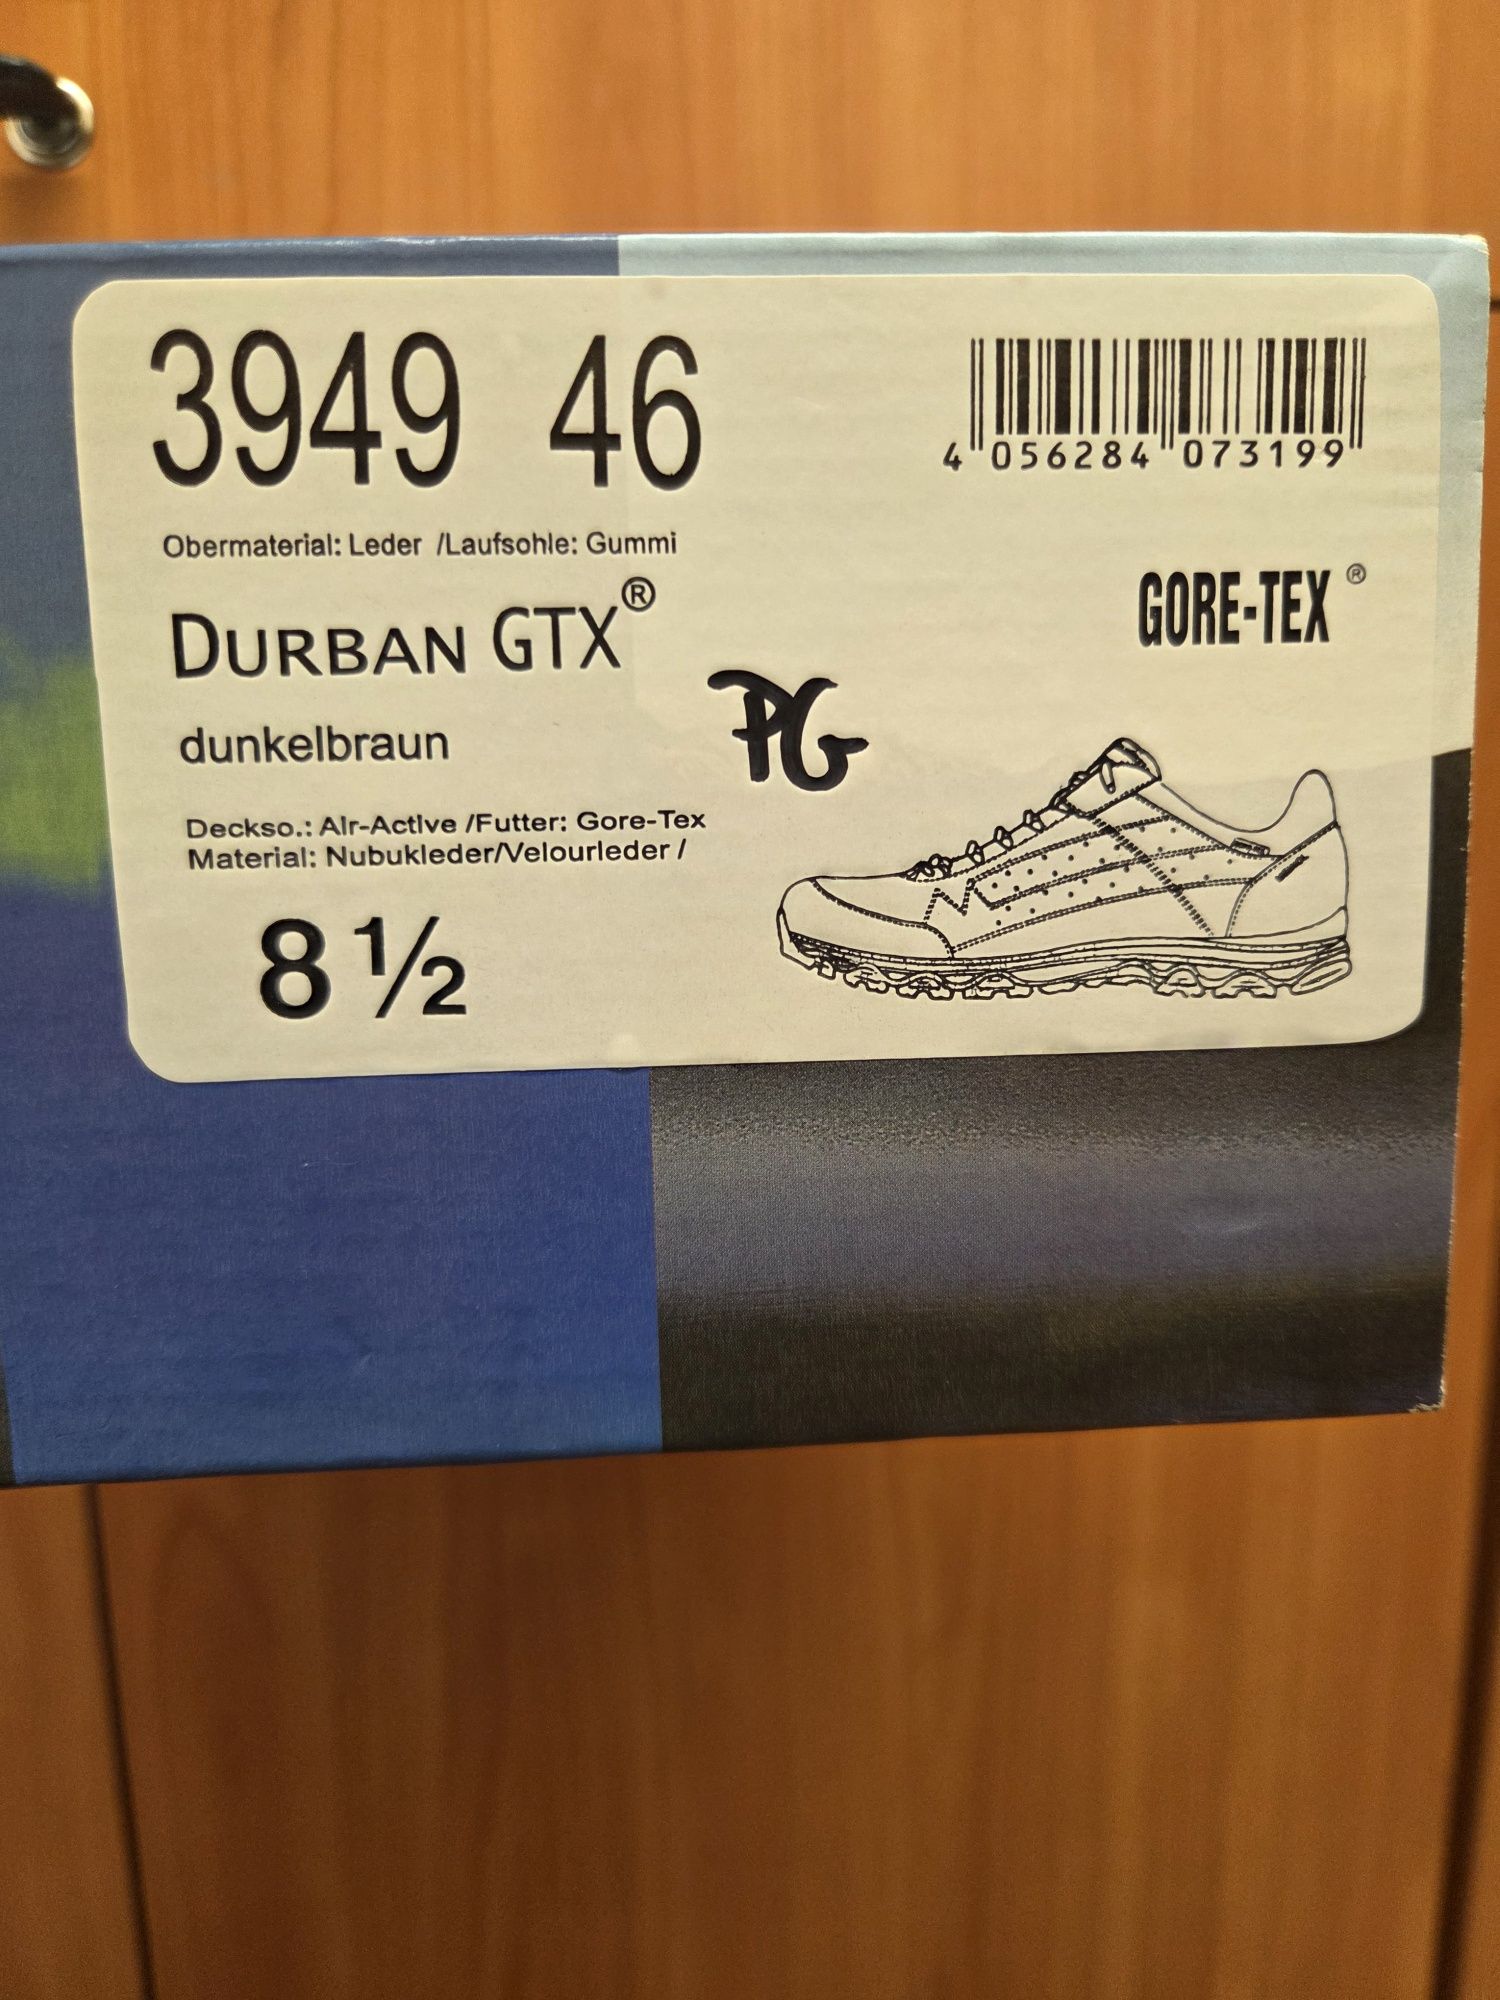 3949 46
4 056284 073199
Obermaterial: Leder /Laufsohle: Gummi
DURBAN GTX®
GORE-TEX ®
PG
dunkelbraun
Deckso.: Air-Active /Futter: Gore-Tex
Material: Nubukleder/Velourleder /
8 ½